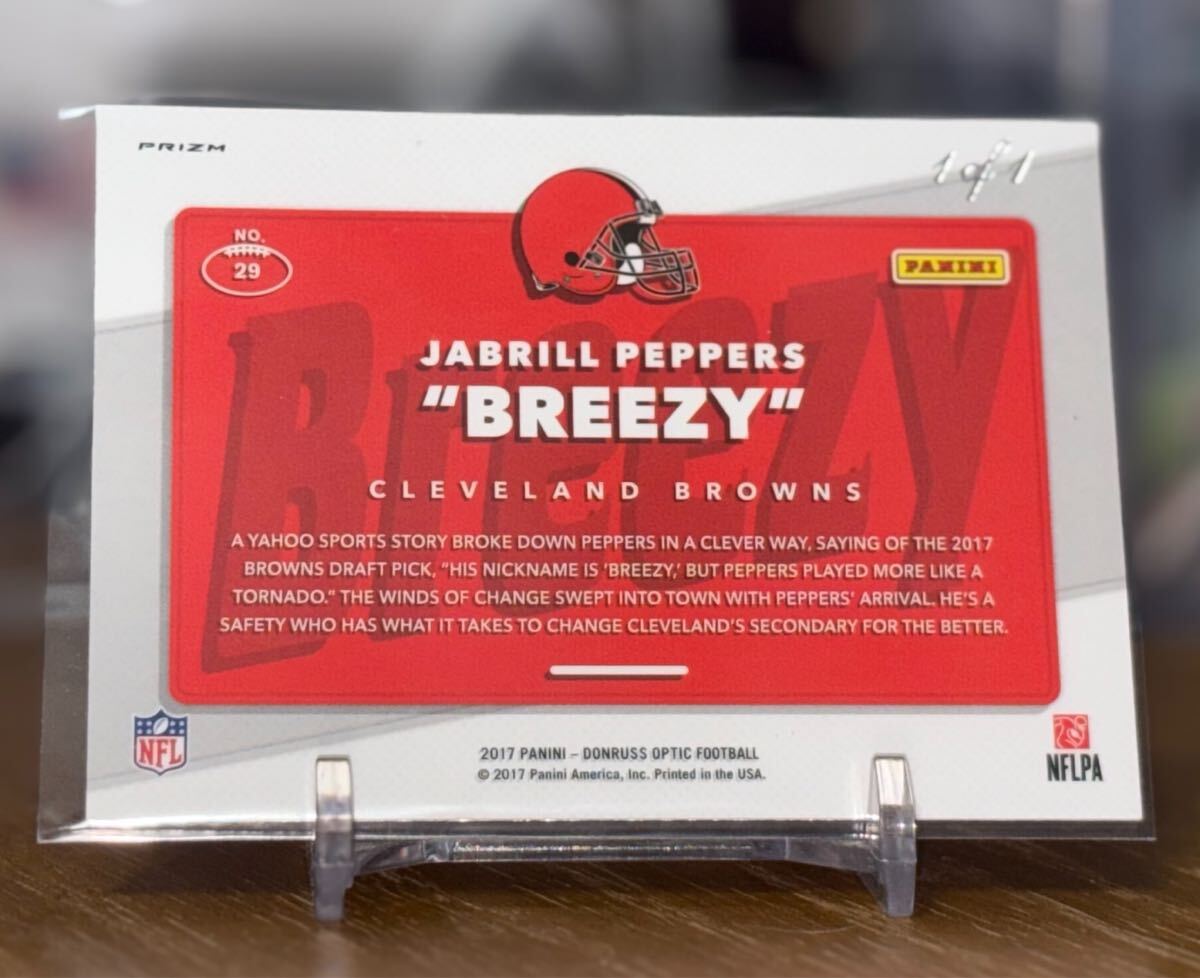 PRIZM
1 of 1
NO.
29
PANINI
BREEZY
JABRILL PEPPERS
“BREEZY”
CLEVELAND BROWNS
A YAHOO SPORTS STORY BROKE DOWN PEPPERS IN A CLEVER WAY, SAYING OF THE 2017
BROWNS DRAFT PICK, “HIS NICKNAME IS ‘BREEZY,’ BUT PEPPERS PLAYED MORE LIKE A
TORNADO.” THE WINDS OF CHANGE SWEPT INTO TOWN WITH PEPPERS’ ARRIVAL. HE’S A
SAFETY WHO HAS WHAT IT TAKES TO CHANGE CLEVELAND’S SECONDARY FOR THE BETTER.
NFL
2017 PANINI – DONRUSS OPTIC FOOTBALL
© 2017 Panini America, Inc. Printed in the USA.
NFLPA